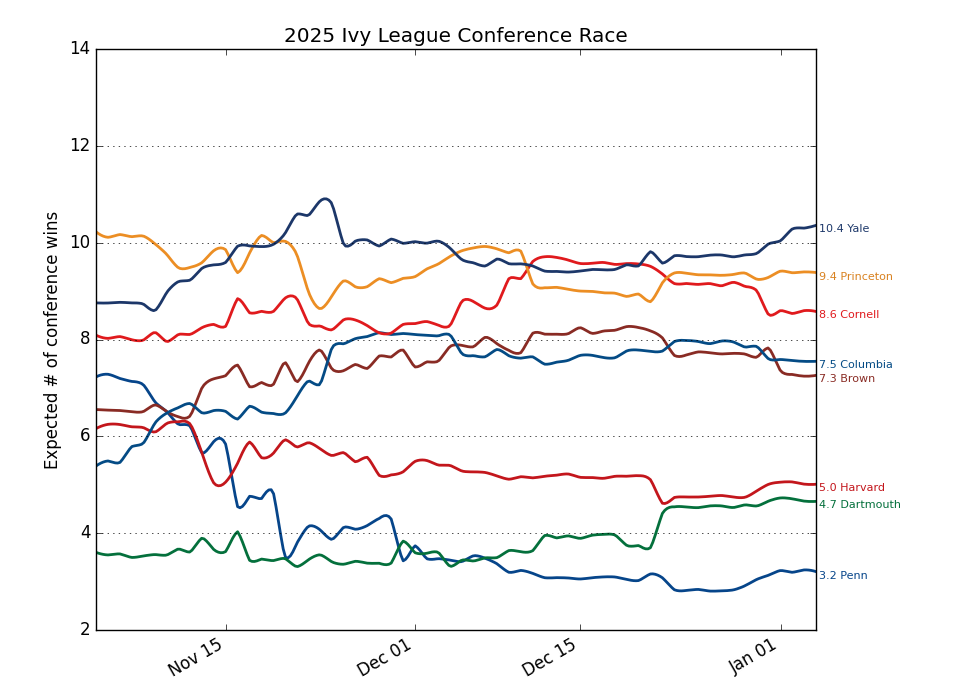 2025 Ivy League Conference Race
Expected # of conference wins
14
12
10
8
6
4
2
Nov 15
Dec 01
Dec 15
Jan 01
10.4 Yale
9.4 Princeton
8.6 Cornell
7.5 Columbia
7.3 Brown
5.0 Harvard
4.7 Dartmouth
3.2 Penn